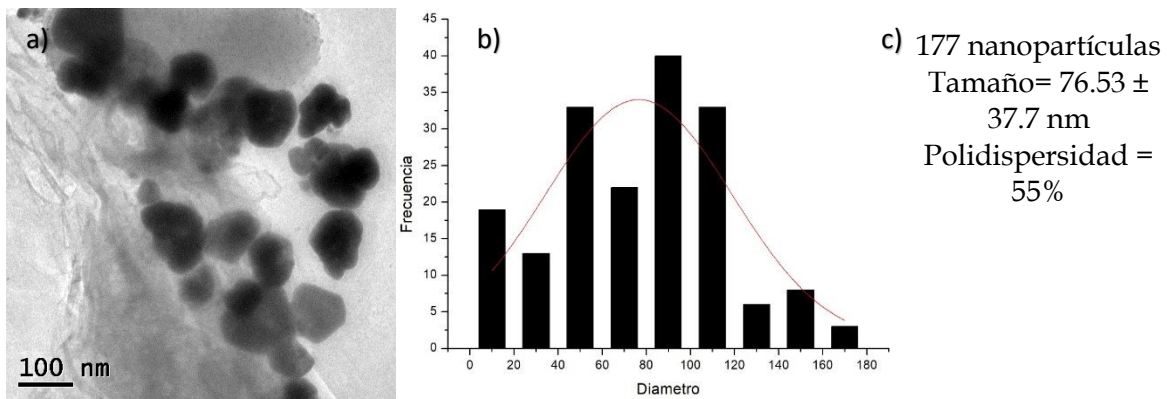 a)
100 nm
b)
Frecuencia
45
40
35
30
25
20
15
10
5
0
0 20 40 60 80 100 120 140 160 180
Diametro
c) 177 nanopartículas
Tamaño= 76.53 ±
37.7 nm
Polidispersidad =
55%